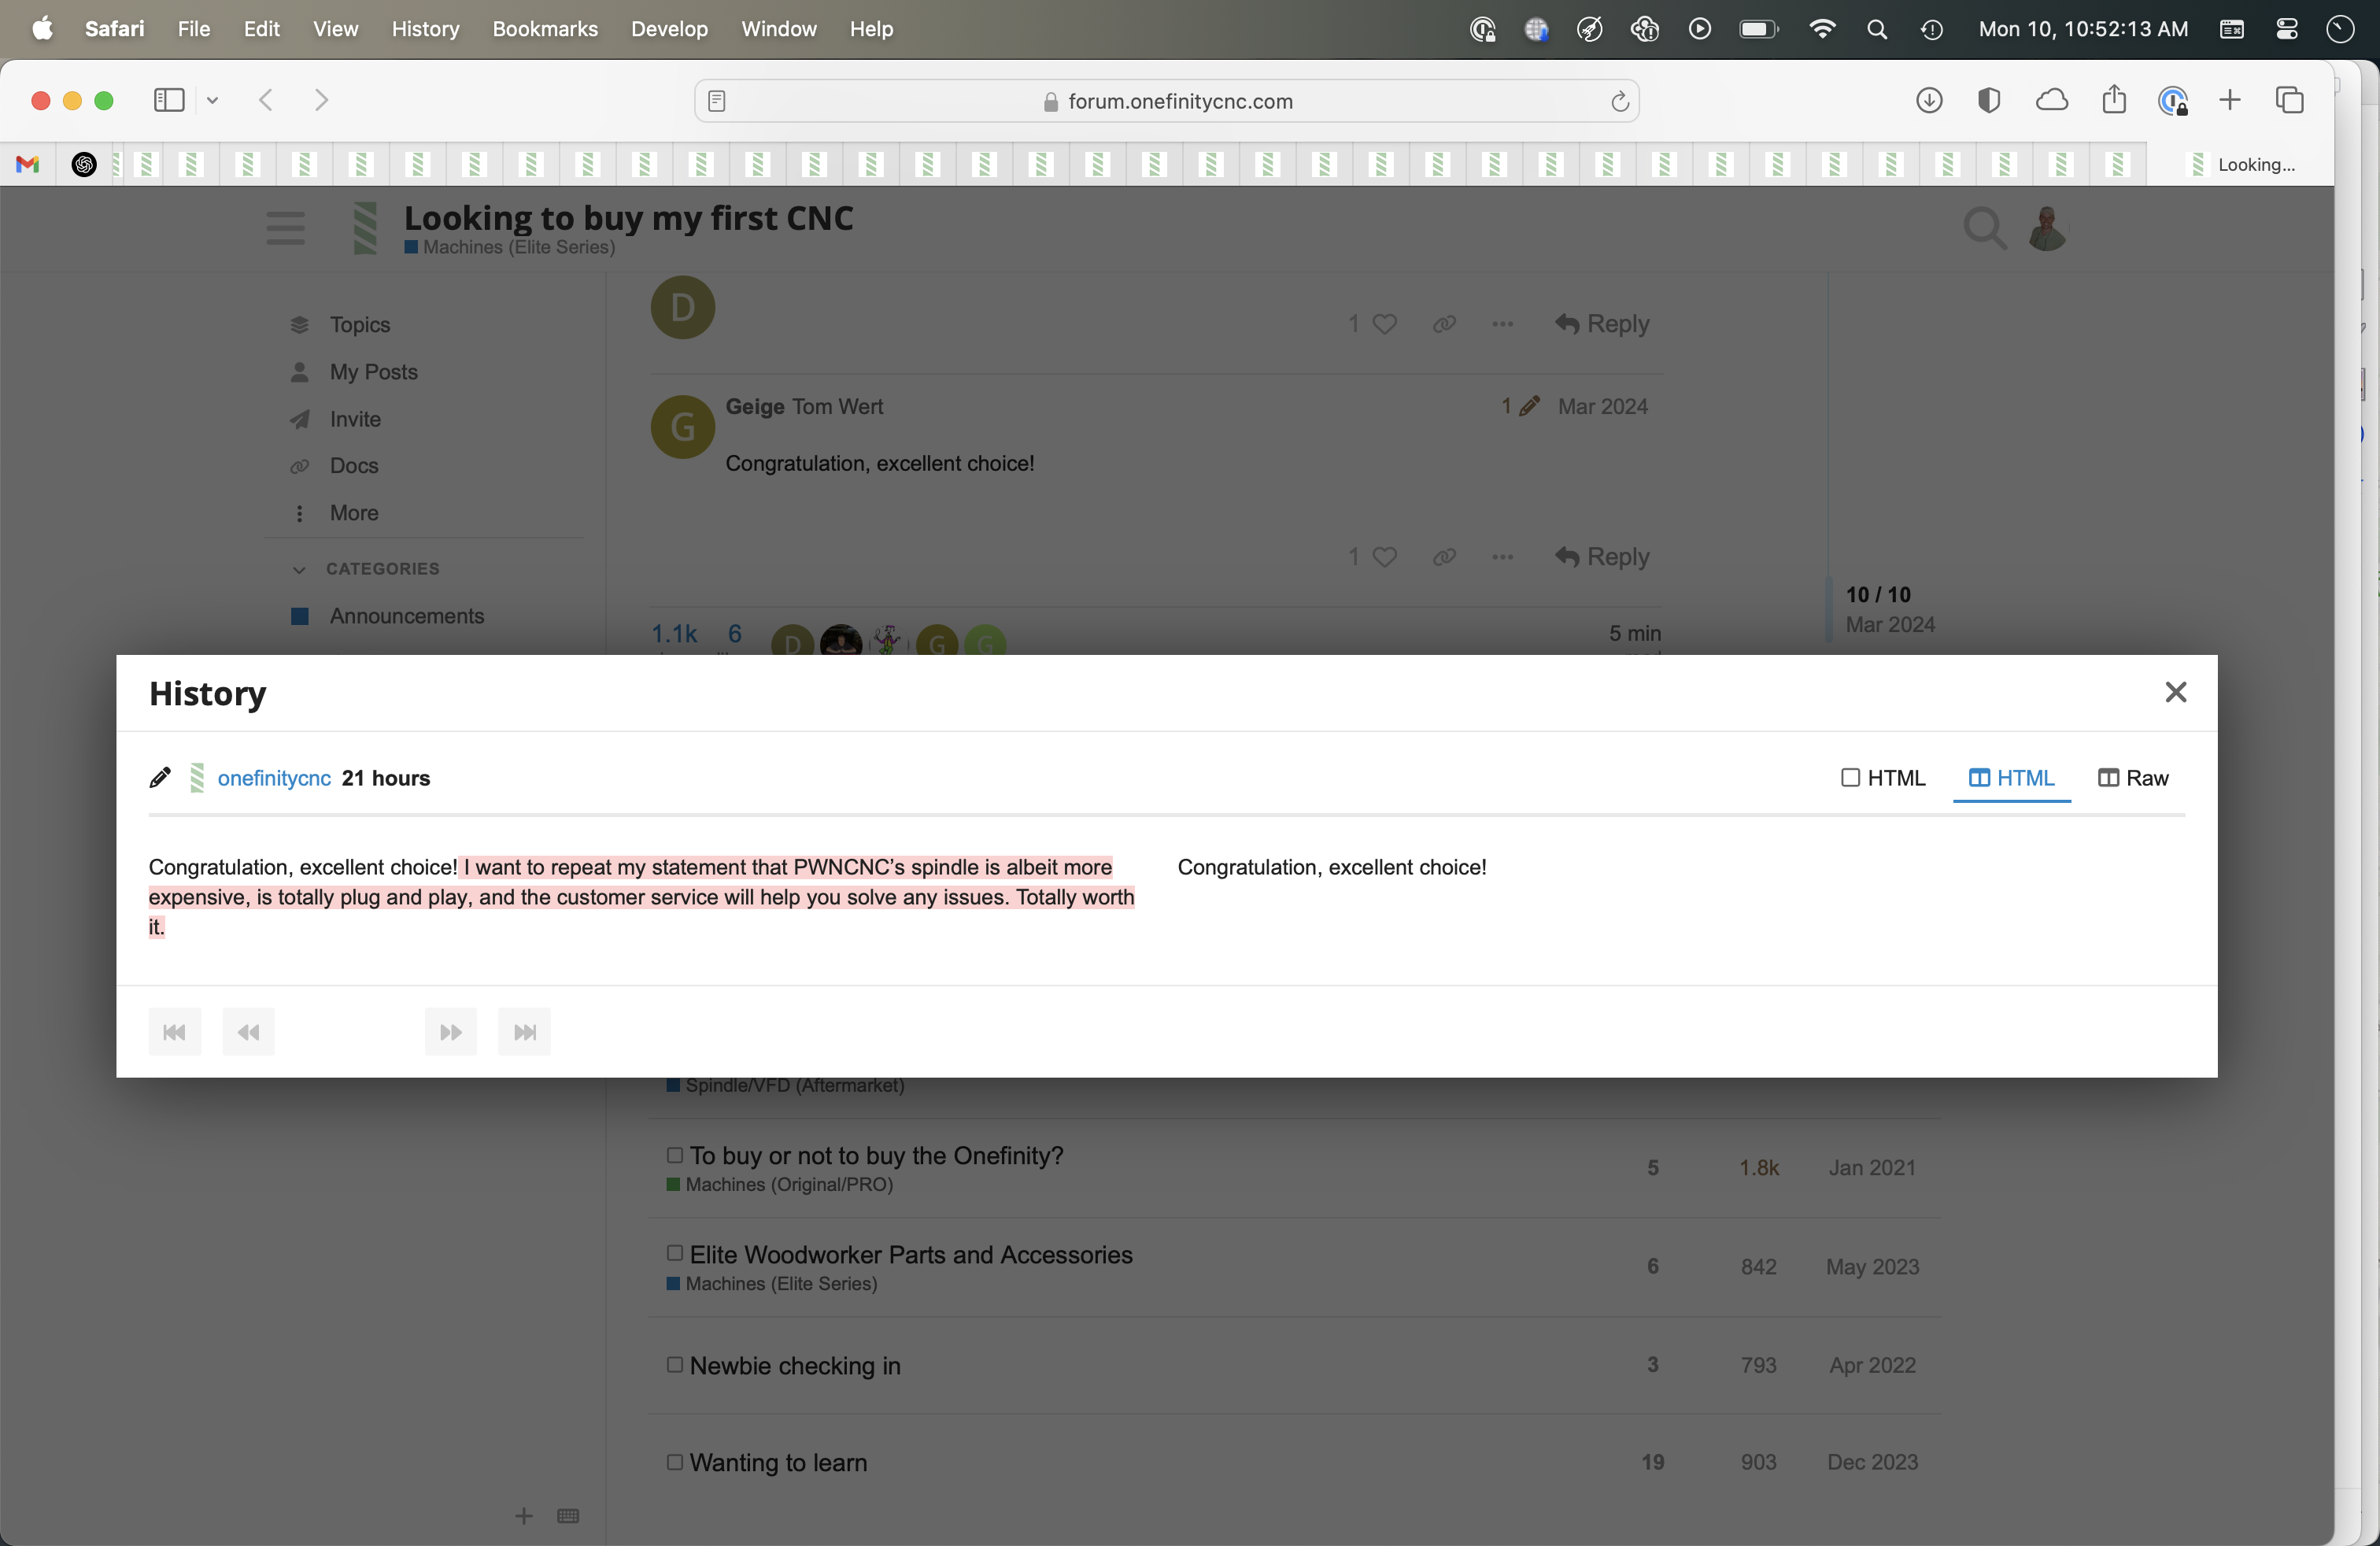 Safari File Edit View History Bookmarks Develop Window Help Mon 10, 10:52:13 AM
forum.onefinitycnc.com
Looking...
Looking to buy my first CNC
Machines (Elite Series)
Topics
My Posts
Invite
Docs
More
CATEGORIES
Announcements
D
1 Reply
G
Geige Tom Wert 1 Mar 2024
Congratulation, excellent choice!
1 Reply
10 / 10
Mar 2024
1.1k 6 D G G 5 min
History
onefinitycnc 21 hours HTML HTML Raw
Congratulation, excellent choice! I want to repeat my statement that PWNCNC’s spindle is albeit more
expensive, is totally plug and play, and the customer service will help you solve any issues. Totally worth
it.
Congratulation, excellent choice!
Spindle/VFD (Aftermarket)
To buy or not to buy the Onefinity? 5 1.8k Jan 2021
Machines (Original/PRO)
Elite Woodworker Parts and Accessories 6 842 May 2023
Machines (Elite Series)
Newbie checking in 3 793 Apr 2022
Wanting to learn 19 903 Dec 2023